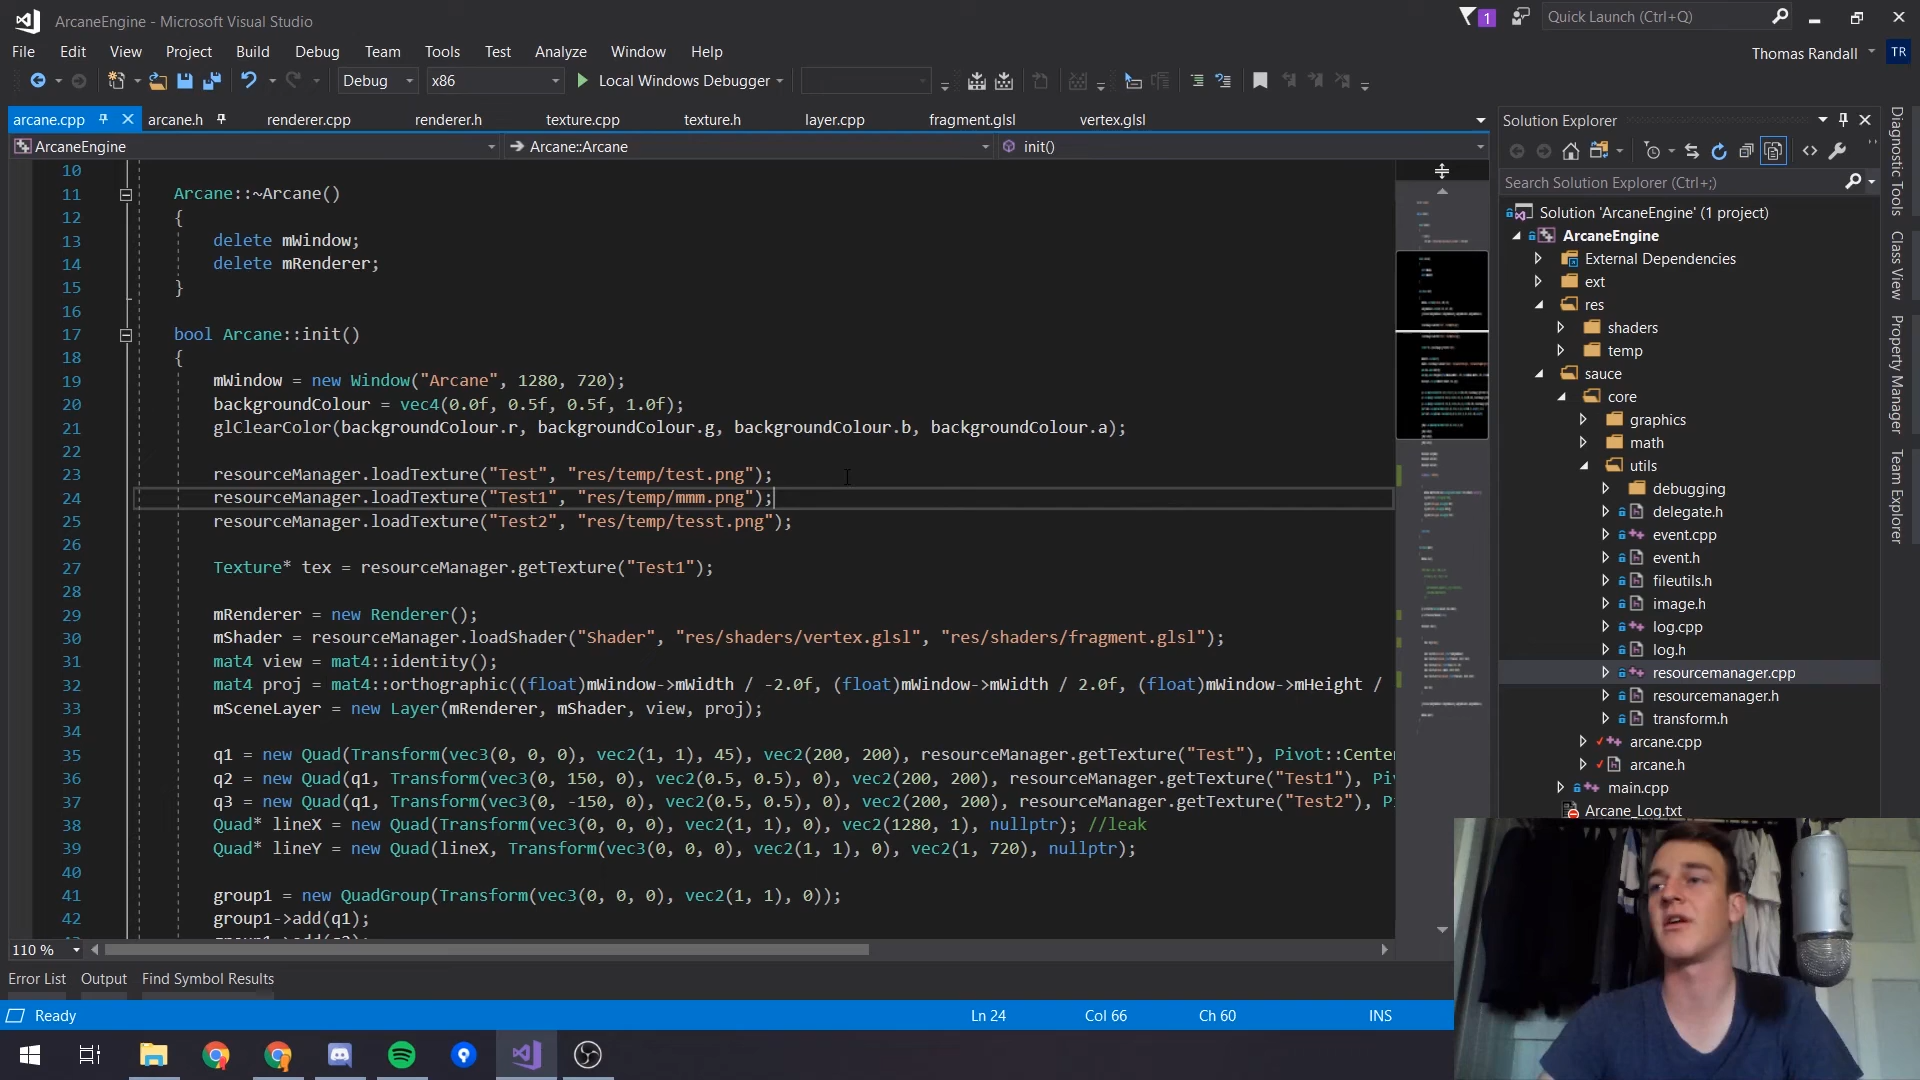 ArcaneEngine - Microsoft Visual Studio
1
Quick Launch (Ctrl+Q)
File Edit View Project Build Debug Team Tools Test Analyze Window Help
Thomas Randall TR
Debug x86 Local Windows Debugger
arcane.cpp arcane.h renderer.cpp renderer.h texture.cpp texture.h layer.cpp fragment.glsl vertex.glsl
ArcaneEngine Arcane::Arcane init()
10
11 Arcane::~Arcane()
12 {
13 delete mWindow;
14 delete mRenderer;
15 }
16
17 bool Arcane::init()
18 {
19 mWindow = new Window("Arcane", 1280, 720);
20 backgroundColour = vec4(0.0f, 0.5f, 0.5f, 1.0f);
21 glClearColor(backgroundColour.r, backgroundColour.g, backgroundColour.b, backgroundColour.a);
22
23 resourceManager.loadTexture("Test", "res/temp/test.png");
24 resourceManager.loadTexture("Test1", "res/temp/mmm.png");
25 resourceManager.loadTexture("Test2", "res/temp/tesst.png");
26
27 Texture* tex = resourceManager.getTexture("Test1");
28
29 mRenderer = new Renderer();
30 mShader = resourceManager.loadShader("Shader", "res/shaders/vertex.glsl", "res/shaders/fragment.glsl");
31 mat4 view = mat4::identity();
32 mat4 proj = mat4::orthographic((float)mWindow->mWidth / -2.0f, (float)mWindow->mWidth / 2.0f, (float)mWindow->mHeight /
33 mSceneLayer = new Layer(mRenderer, mShader, view, proj);
34
35 q1 = new Quad(Transform(vec3(0, 0, 0), vec2(1, 1), 45), vec2(200, 200), resourceManager.getTexture("Test"), Pivot::Center
36 q2 = new Quad(q1, Transform(vec3(0, 150, 0), vec2(0.5, 0.5), 0), vec2(200, 200), resourceManager.getTexture("Test1"), Piv
37 q3 = new Quad(q1, Transform(vec3(0, -150, 0), vec2(0.5, 0.5), 0), vec2(200, 200), resourceManager.getTexture("Test2"), P
38 Quad* lineX = new Quad(Transform(vec3(0, 0, 0), vec2(1, 1), 0), vec2(1280, 1), nullptr); //leak
39 Quad* lineY = new Quad(lineX, Transform(vec3(0, 0, 0), vec2(1, 1), 0), vec2(1, 720), nullptr);
40
41 group1 = new QuadGroup(Transform(vec3(0, 0, 0), vec2(1, 1), 0));
42 group1->add(q1);
110 %
Solution Explorer
Search Solution Explorer (Ctrl+;)
Solution 'ArcaneEngine' (1 project)
ArcaneEngine
External Dependencies
ext
res
shaders
temp
sauce
core
graphics
math
utils
debugging
delegate.h
event.cpp
event.h
fileutils.h
image.h
log.cpp
log.h
resourcemanager.cpp
resourcemanager.h
transform.h
arcane.cpp
arcane.h
main.cpp
Arcane_Log.txt
Diagnostic Tools
Class View
Property Manager
Team Explorer
Error List Output Find Symbol Results
Ready Ln 24 Col 66 Ch 60 INS